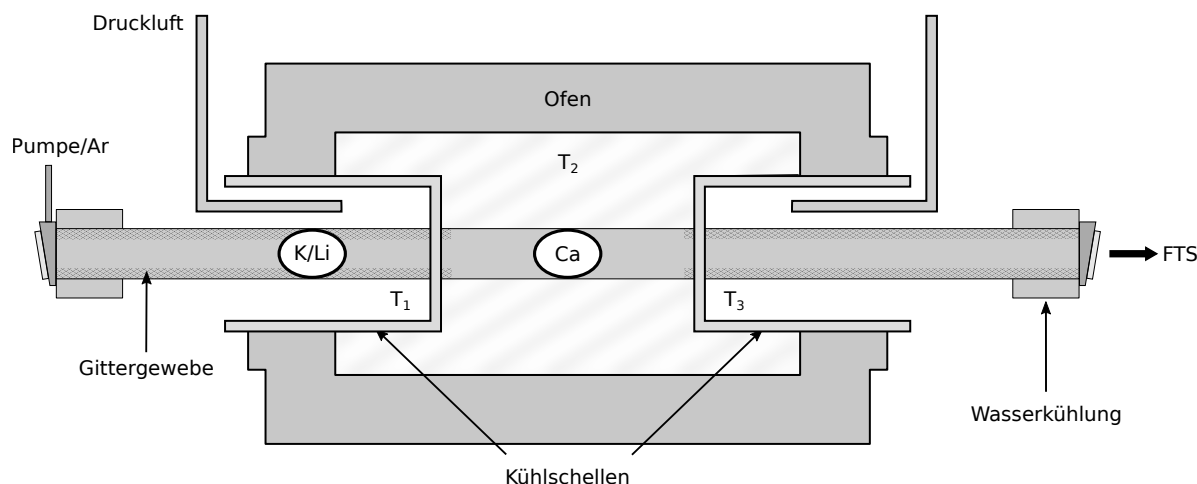 Druckluft
Ofen
Pumpe/Ar
T₂
K/Li
Ca
FTS
T₁
T₃
Gittergewebe
Wasserkühlung
Kühlschellen